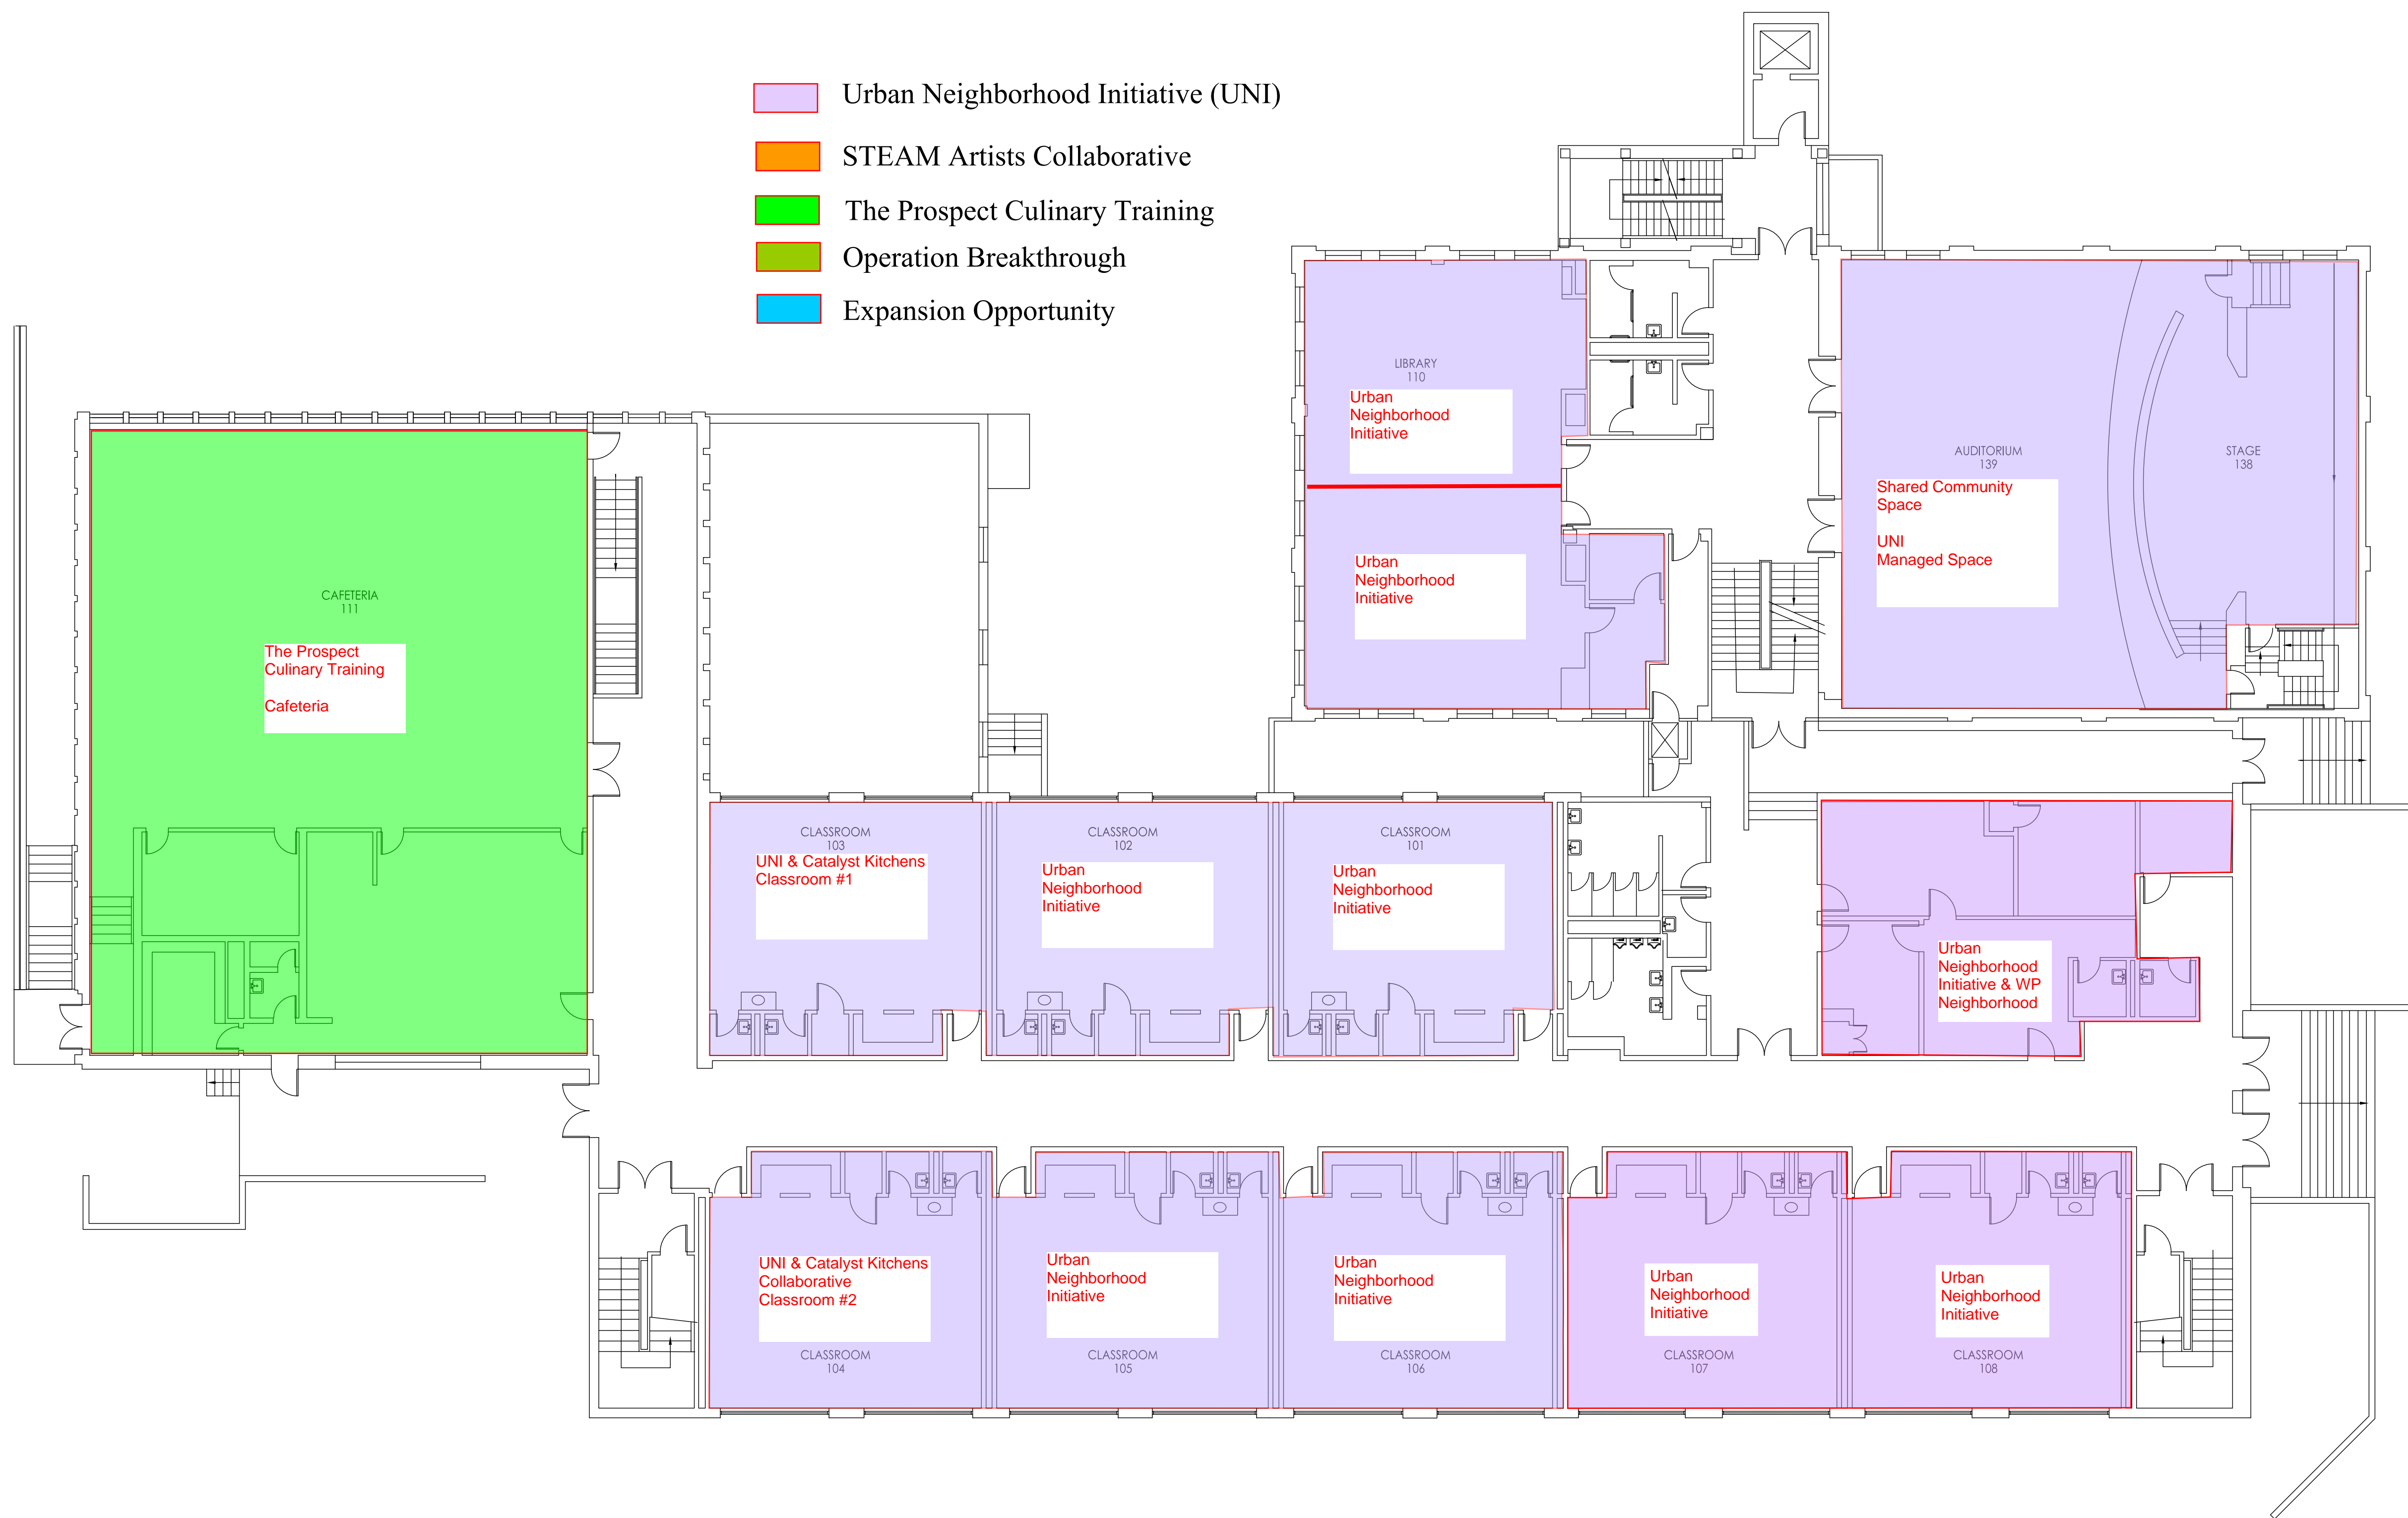 Urban Neighborhood Initiative (UNI)
STEAM Artists Collaborative
The Prospect Culinary Training
Operation Breakthrough
Expansion Opportunity
LIBRARY
110
Urban
Neighborhood
Initiative
Urban
Neighborhood
Initiative
AUDITORIUM
139
Shared Community
Space
UNI
Managed Space
STAGE
138
CAFETERIA
111
The Prospect
Culinary Training
Cafeteria
CLASSROOM
103
UNI & Catalyst Kitchens
Classroom #1
CLASSROOM
102
Urban
Neighborhood
Initiative
CLASSROOM
101
Urban
Neighborhood
Initiative
Urban
Neighborhood
Initiative & WP
Neighborhood
UNI & Catalyst Kitchens
Collaborative
Classroom #2
CLASSROOM
104
Urban
Neighborhood
Initiative
CLASSROOM
105
Urban
Neighborhood
Initiative
CLASSROOM
106
Urban
Neighborhood
Initiative
CLASSROOM
107
Urban
Neighborhood
Initiative
CLASSROOM
108